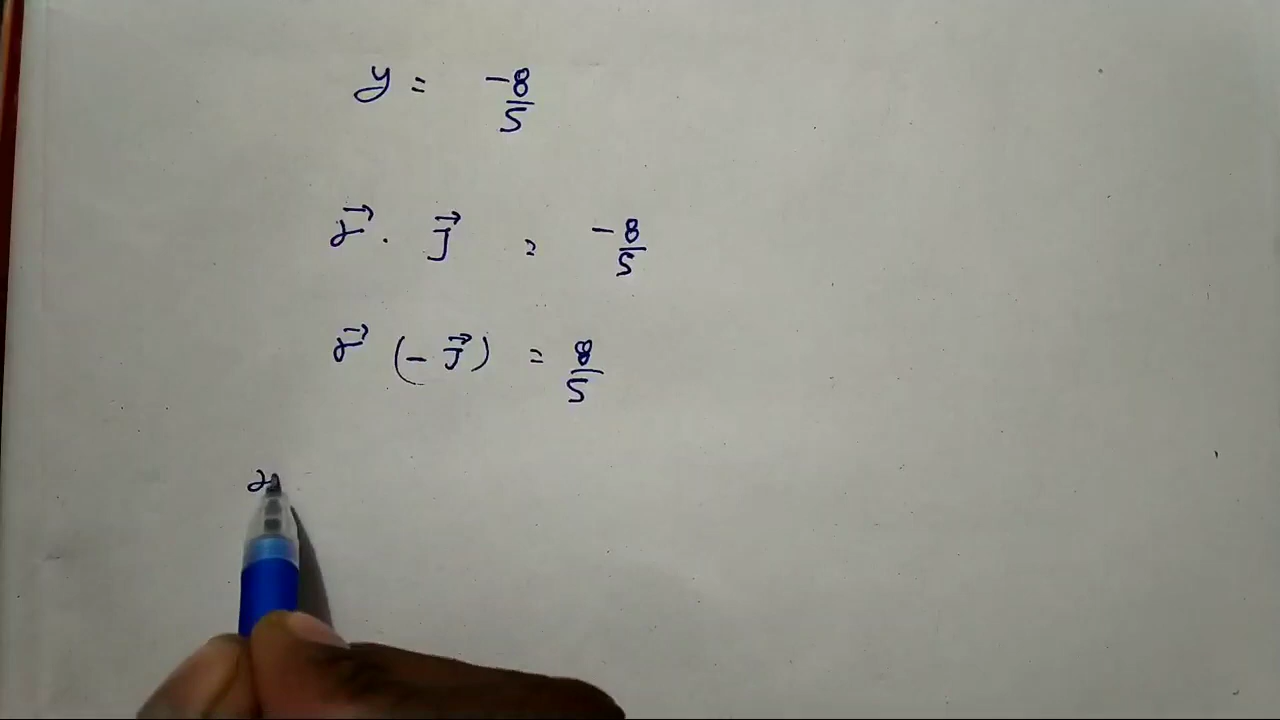 y = -8/5
r⃗ . j⃗ = -8/5
r⃗ (- j⃗) = 8/5